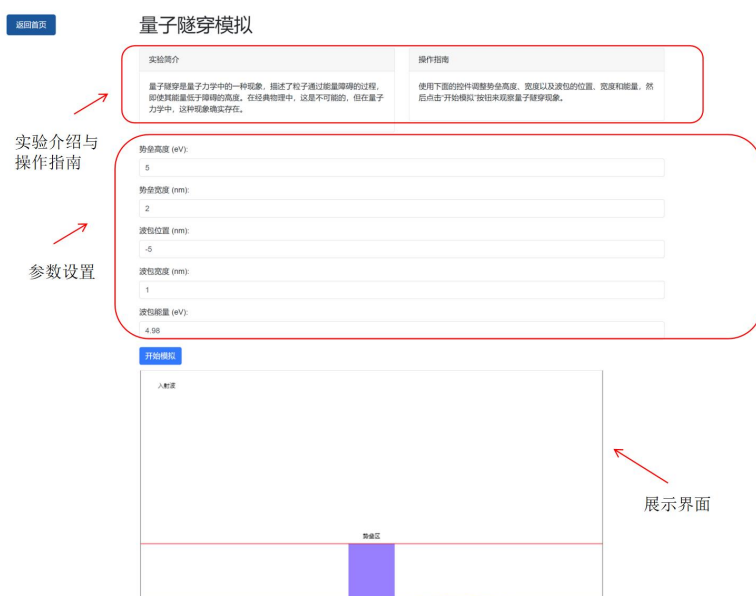 返回首页
量子隧穿模拟
实验简介
量子隧穿是量子力学中的一种现象，描述了粒子通过能量障碍的过程，
即使其能量低于障碍的高度。在经典物理中，这是不可能的，但在量子
力学中，这种现象确实存在。
操作指南
使用下面的控件调整势垒高度、宽度以及波包的位置、宽度和能量，然
后点击"开始模拟"按钮来观察量子隧穿现象。
实验介绍与
操作指南
势垒高度 (eV):
5
势垒宽度 (nm):
2
波包位置 (nm):
-5
波包宽度 (nm):
1
波包能量 (eV):
4.98
参数设置
开始模拟
入射波
展示界面
势垒区